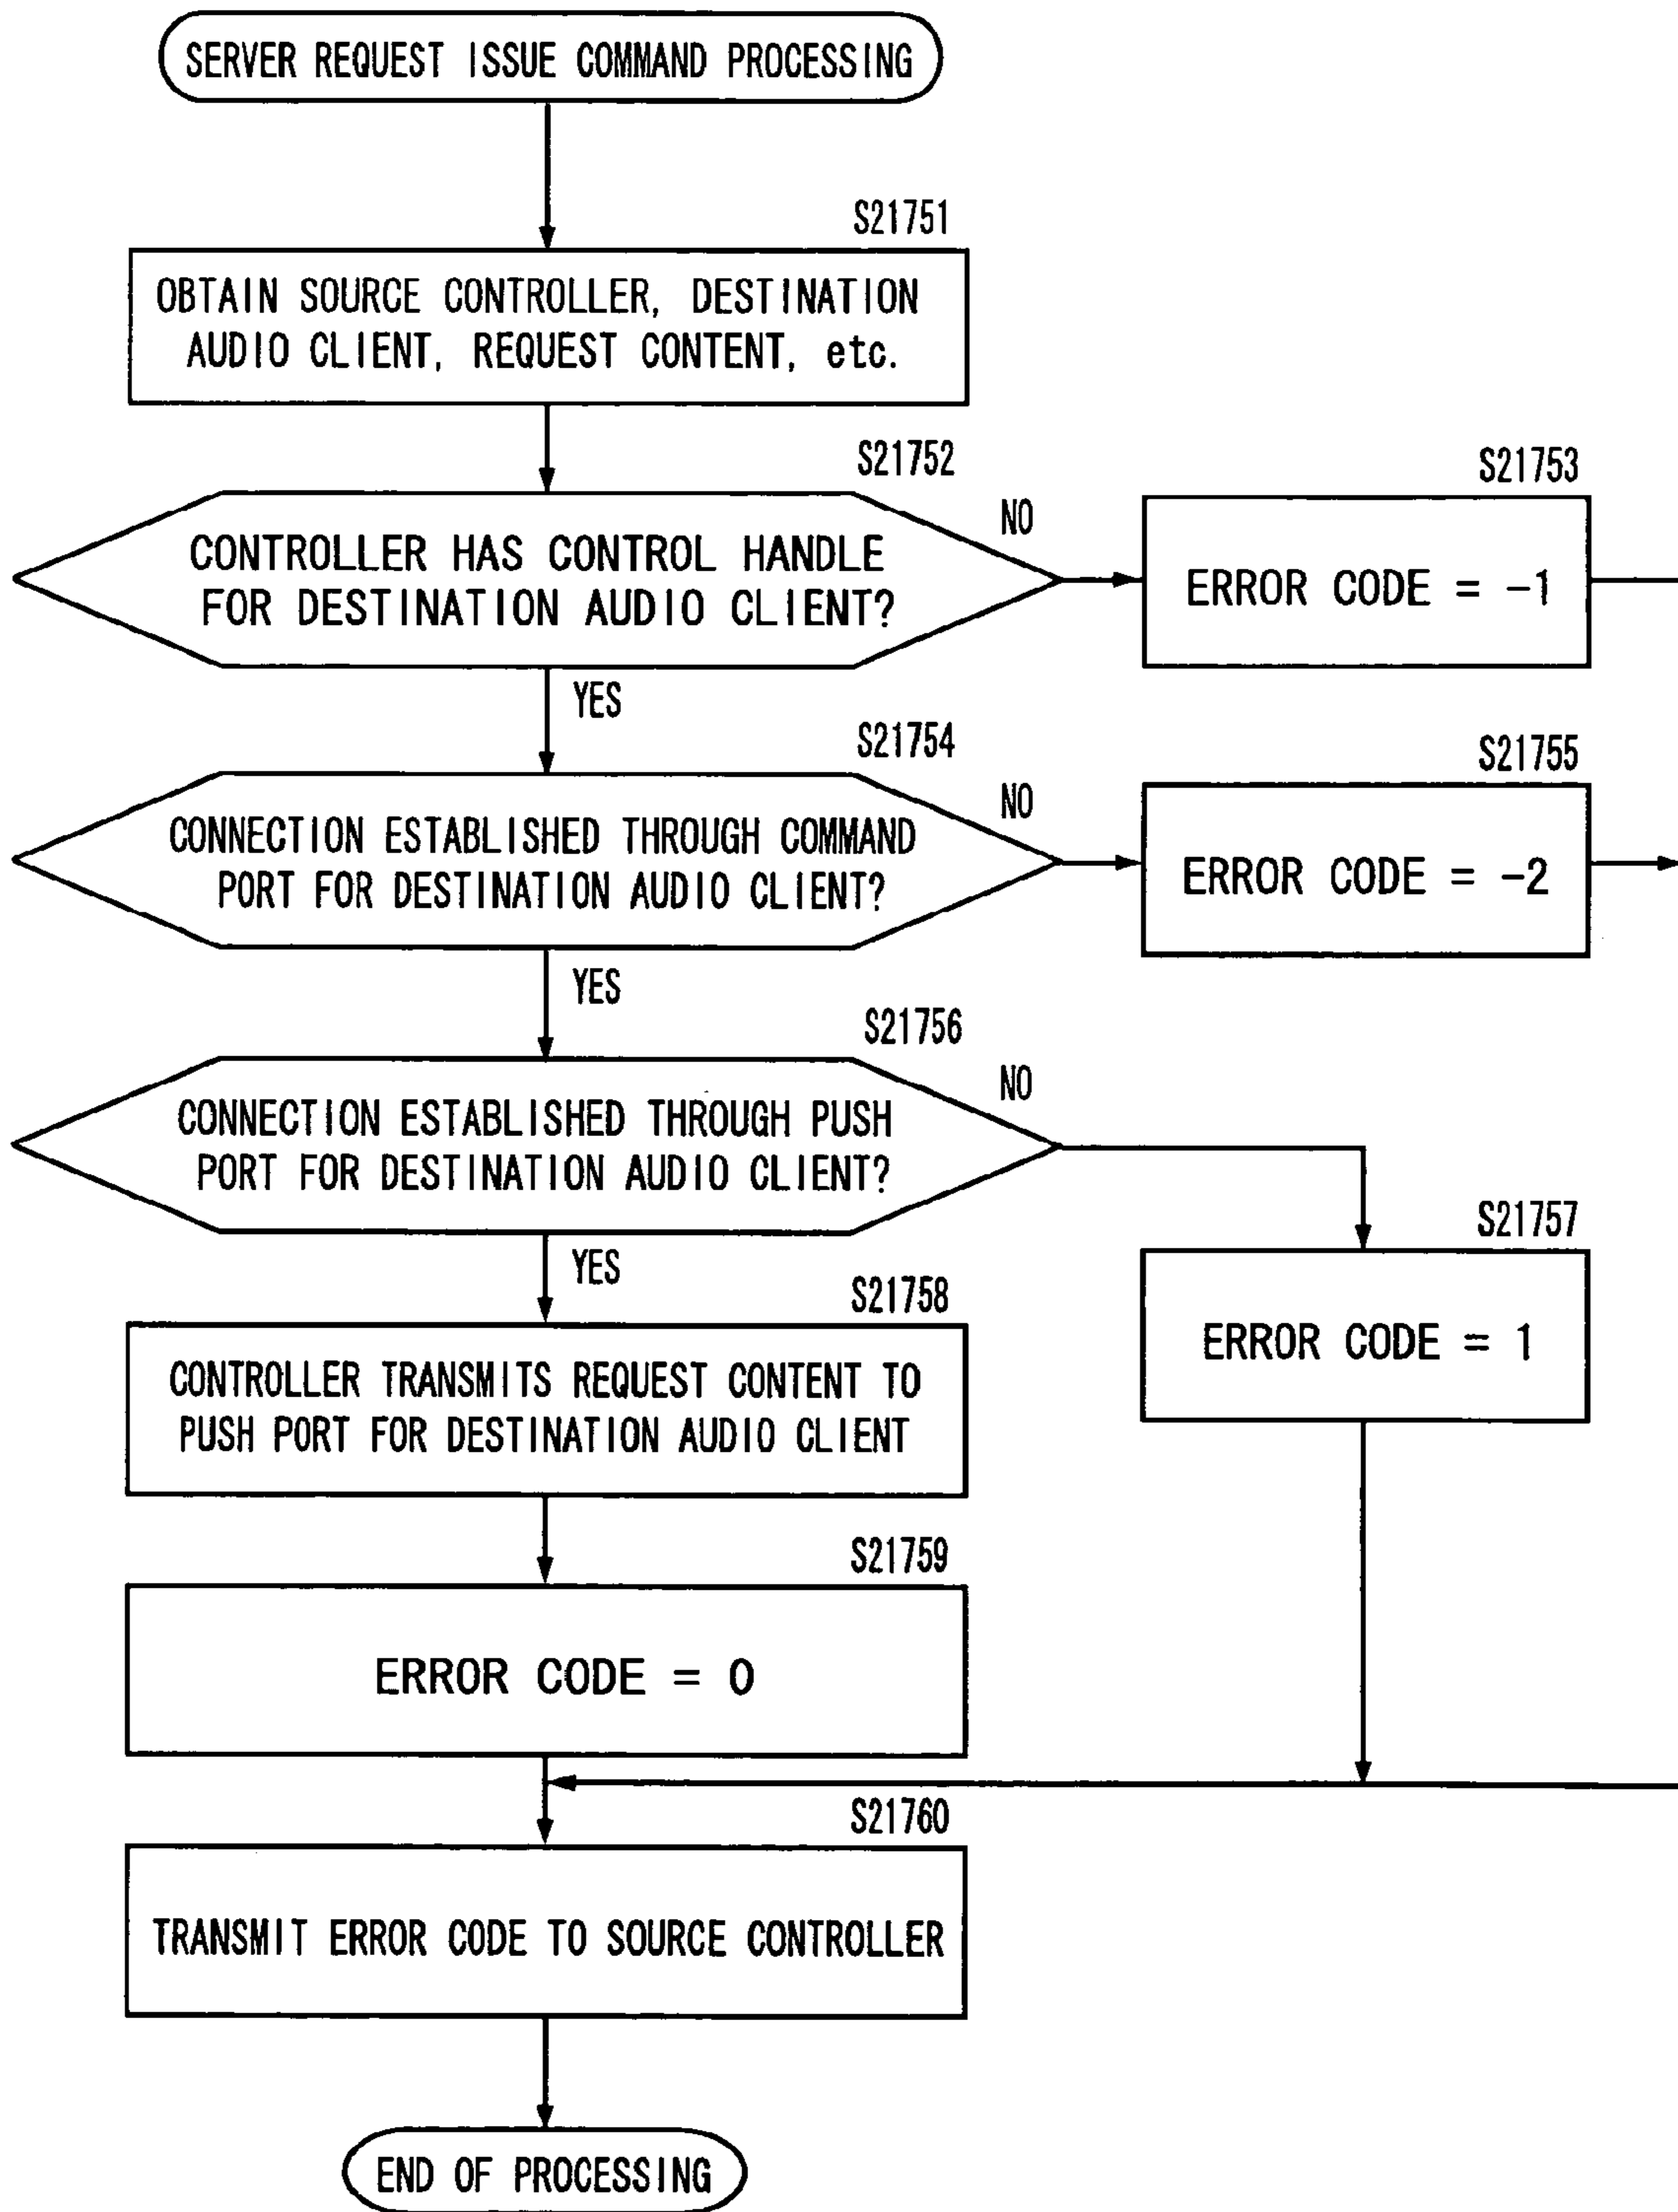 SERVER REQUEST ISSUE COMMAND PROCESSING
S21751
OBTAIN SOURCE CONTROLLER, DESTINATION
AUDIO CLIENT, REQUEST CONTENT, etc.
S21752
CONTROLLER HAS CONTROL HANDLE
FOR DESTINATION AUDIO CLIENT?
NO
S21753
ERROR CODE = -1
YES
S21754
CONNECTION ESTABLISHED THROUGH COMMAND
PORT FOR DESTINATION AUDIO CLIENT?
NO
S21755
ERROR CODE = -2
YES
S21756
CONNECTION ESTABLISHED THROUGH PUSH
PORT FOR DESTINATION AUDIO CLIENT?
NO
S21757
ERROR CODE = 1
YES
S21758
CONTROLLER TRANSMITS REQUEST CONTENT TO
PUSH PORT FOR DESTINATION AUDIO CLIENT
S21759
ERROR CODE = 0
S21760
TRANSMIT ERROR CODE TO SOURCE CONTROLLER
END OF PROCESSING